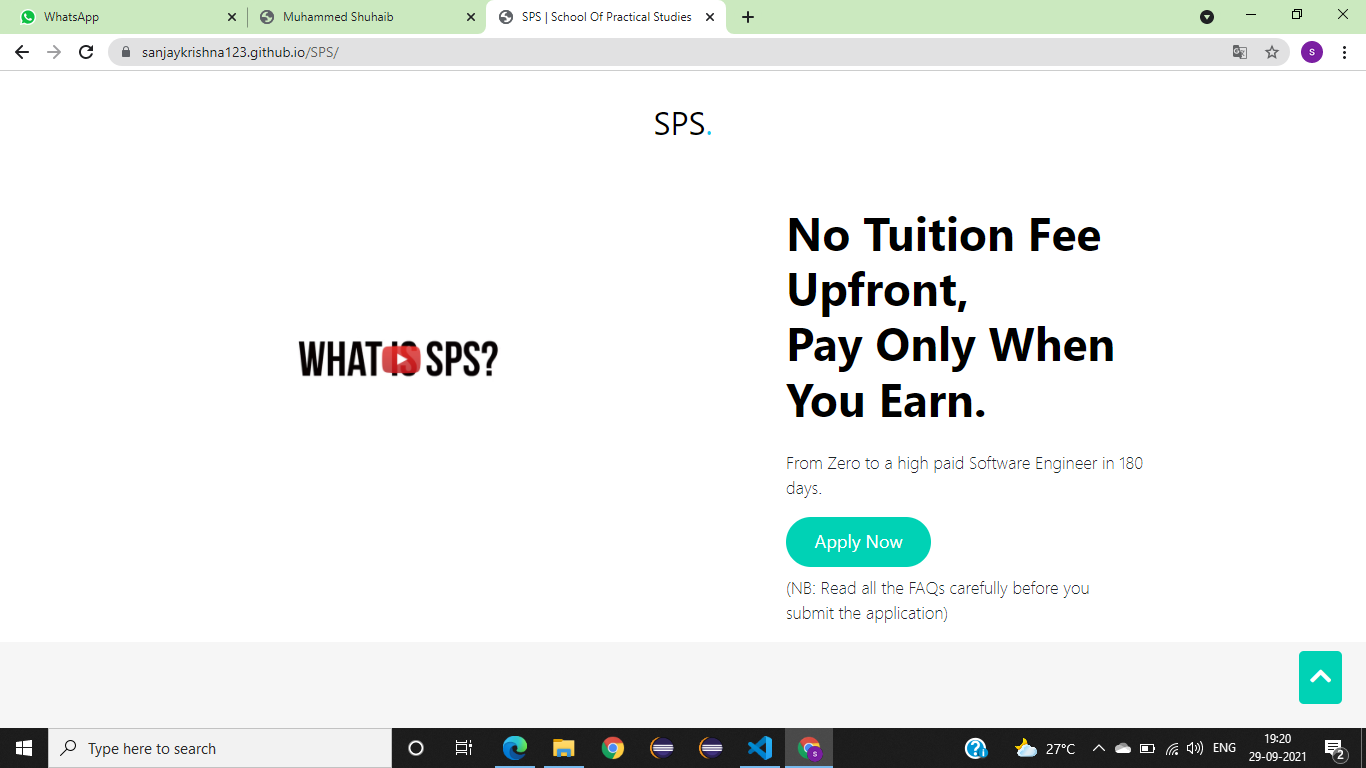 WhatsApp
Muhammed Shuhaib
SPS | School Of Practical Studies
sanjaykrishna123.github.io/SPS/
s
SPS.
WHAT IS SPS?
No Tuition Fee
Upfront,
Pay Only When
You Earn.
From Zero to a high paid Software Engineer in 180
days.
Apply Now
(NB: Read all the FAQs carefully before you
submit the application)
Type here to search
s
27°C
ENG
19:20
29-09-2021
2